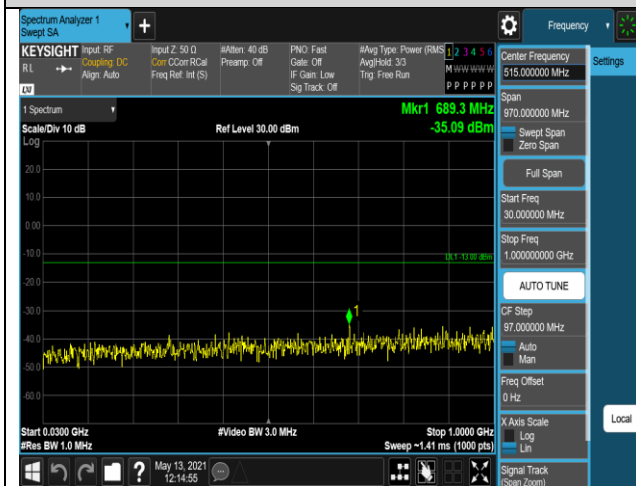 Spectrum Analyzer 1
Swept SA
+
Frequency
KEYSIGHT
RL
LXI
Input: RF
Coupling: DC
Align: Auto
Input Z: 50 Ω
Corr CCorr RCal
Freq Ref: Int (S)
#Atten: 40 dB
Preamp: Off
PNO: Fast
Gate: Off
IF Gain: Low
Sig Track: Off
#Avg Type: Power (RMS
Avg|Hold: 3/3
Trig: Free Run
1 2 3 4 5 6
M W W W W W
P P P P P P
1 Spectrum
Scale/Div 10 dB
Log
Ref Level 30.00 dBm
Mkr1 689.3 MHz
-35.09 dBm
20.0
10.0
0.00
-10.0
-20.0
-30.0
-40.0
-50.0
-60.0
DL1 -13.00 dBm
1
Start 0.0300 GHz
#Video BW 3.0 MHz
Stop 1.0000 GHz
#Res BW 1.0 MHz
Sweep ~1.41 ms (1000 pts)
?
May 13, 2021
12:14:55
Center Frequency
515.000000 MHz
Settings
Span
970.000000 MHz
Swept Span
Zero Span
Full Span
Start Freq
30.000000 MHz
Stop Freq
1.000000000 GHz
AUTO TUNE
CF Step
97.000000 MHz
Auto
Man
Freq Offset
0 Hz
X Axis Scale
Log
Lin
Local
Signal Track
(Span Zoom)